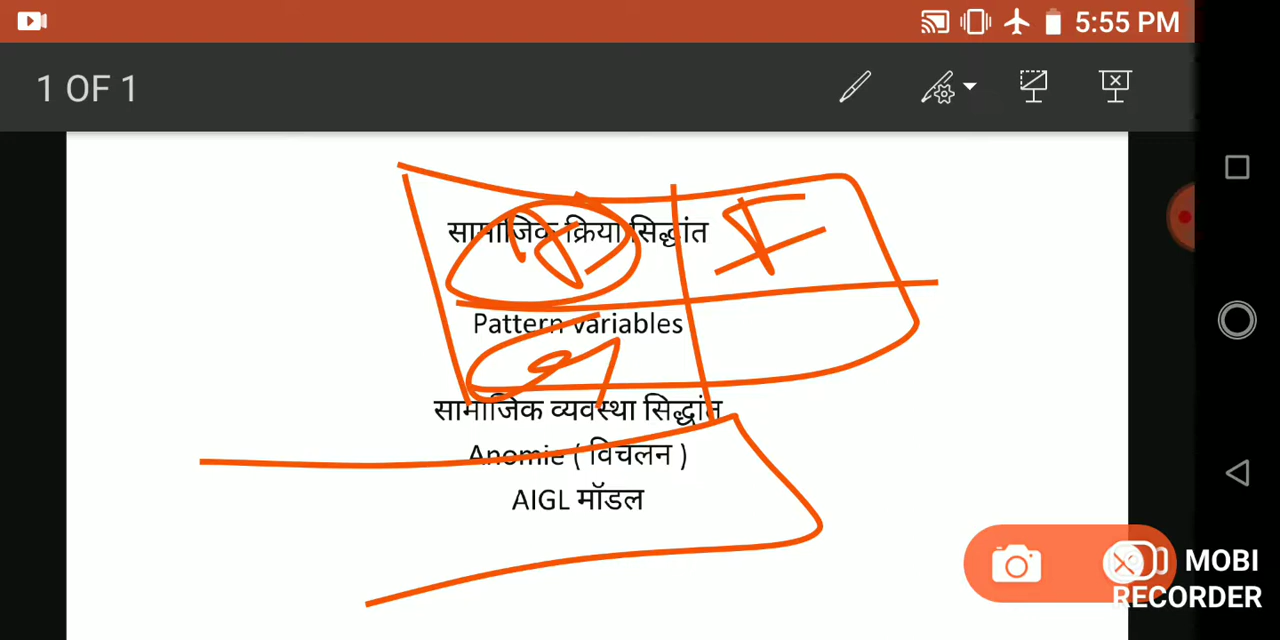 5:55 PM
1 OF 1
सामाजिक क्रिया सिद्धांत
Pattern variables
सामाजिक व्यवस्था सिद्धांत
Anomie ( विचलन )
AIGL मॉडल
MOBI
RECORDER